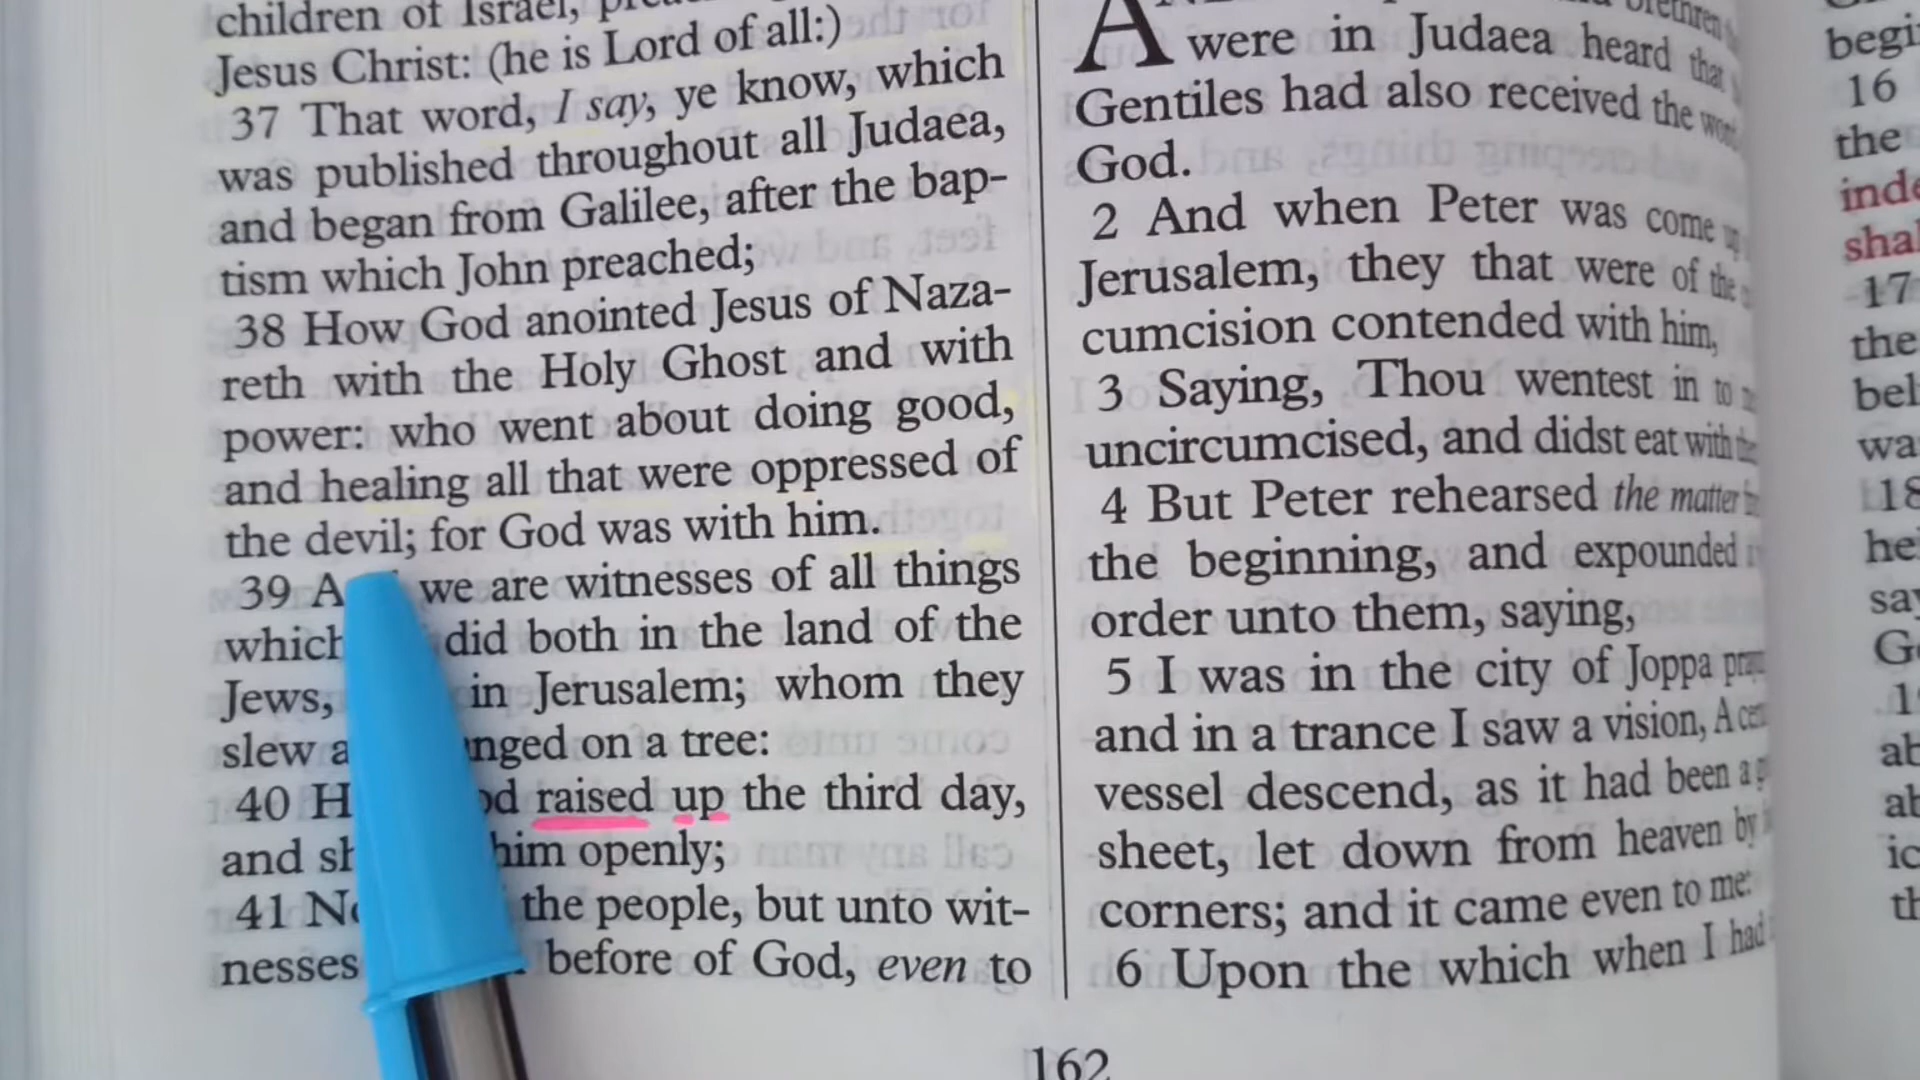 children of Israel,
Jesus Christ: (he is Lord of all:)
37 That word, I say, ye know, which
was published throughout all Judaea,
and began from Galilee, after the bap-
tism which John preached;
38 How God anointed Jesus of Naza-
reth with the Holy Ghost and with
power: who went about doing good,
and healing all that were oppressed of
the devil; for God was with him.
39 we are witnesses of all things
which did both in the land of the
Jews, in Jerusalem; whom they
slew on a tree:
40 raised up the third day,
and him openly;
41 the people, but unto wit-
nesses before of God, even to
A
were in Judaea heard that
Gentiles had also received the
God.
2 And when Peter was come
Jerusalem, they that were of the
cumcision contended with him,
3 Saying, Thou wentest in to
uncircumcised, and didst eat with
4 But Peter rehearsed the matter
the beginning, and expounded
order unto them, saying,
5 I was in the city of Joppa
and in a trance I saw a vision, A
vessel descend, as it had been a
sheet, let down from heaven by
corners; and it came even to me:
6 Upon the which when I had
162
16
the
17
the
18
he